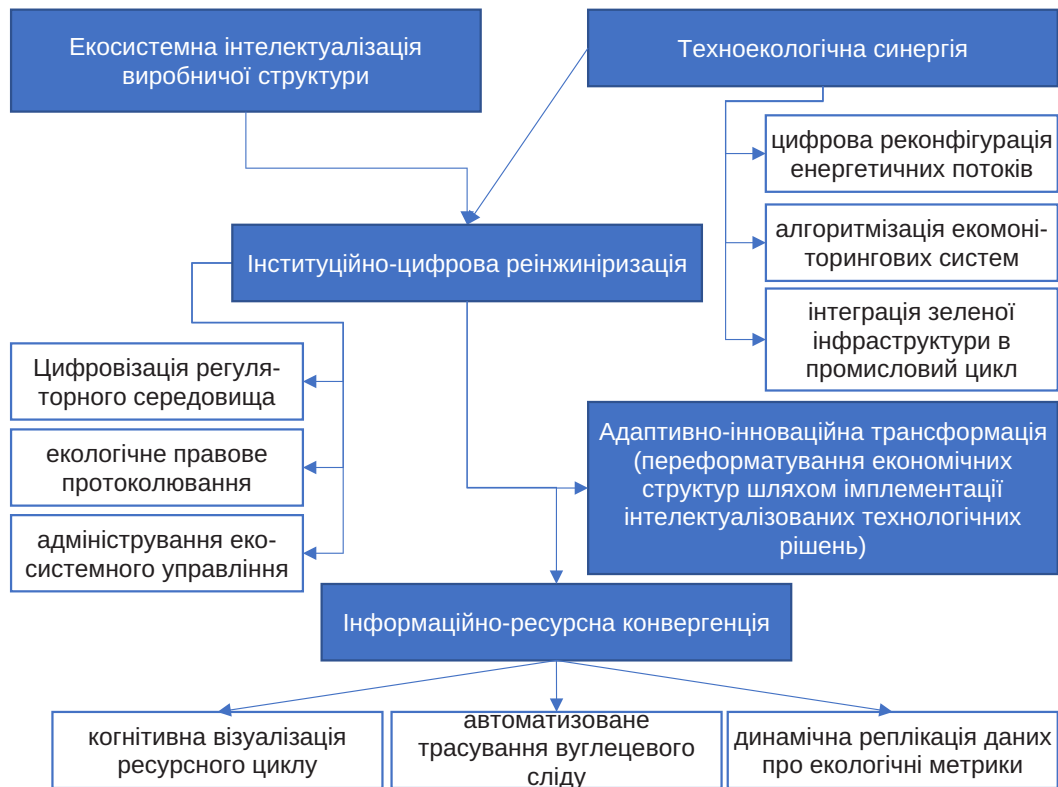 Екосистемна інтелектуалізація
виробничої структури
Техноекологічна синергія
цифрова реконфігурація
енергетичних потоків
алгоритмізація екомоні-
торингових систем
інтеграція зеленої
інфраструктури в
промисловий цикл
Інституційно-цифрова реінжиніризація
Цифровізація регуля-
торного середовища
екологічне правове
протоколювання
адміністрування еко-
системного управління
Адаптивно-інноваційна трансформація
(переформатування економічних
структур шляхом імплементації
інтелектуалізованих технологічних
рішень)
Інформаційно-ресурсна конвергенція
когнітивна візуалізація
ресурсного циклу
автоматизоване
трасування вуглецевого
сліду
динамічна реплікація даних
про екологічні метрики